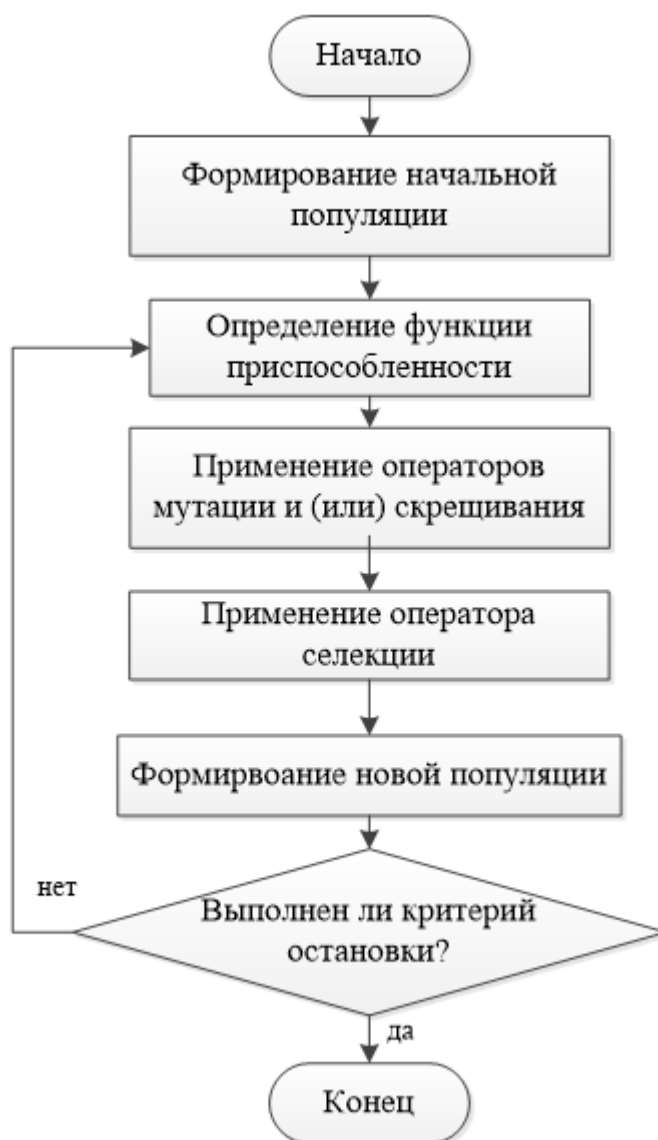 Начало
Формирование начальной
популяции
Определение функции
приспособленности
Применение операторов
мутации и (или) скрещивания
Применение оператора
селекции
Формирвоание новой популяции
нет
Выполнен ли критерий
остановки?
да
Конец